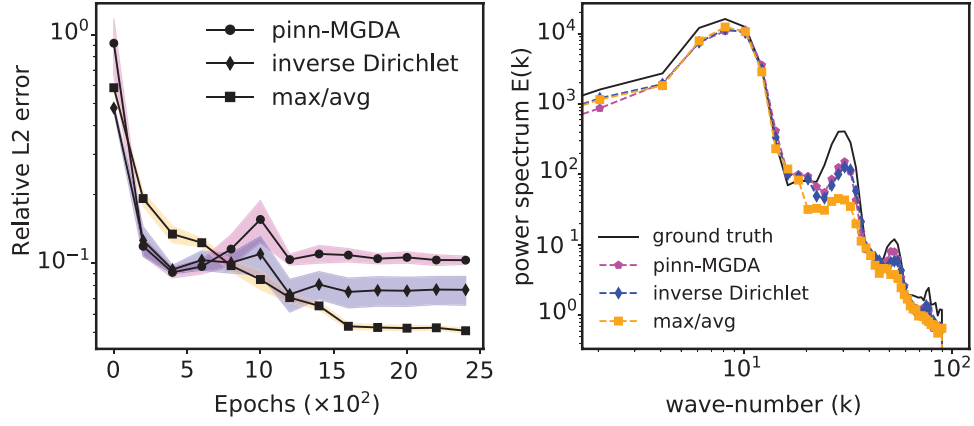 Relative L2 error
10⁰
10⁻¹
pinn-MGDA
inverse Dirichlet
max/avg
0 5 10 15 20 25
Epochs (×10²)
power spectrum E(k)
10⁴
10³
10²
10¹
10⁰
ground truth
pinn-MGDA
inverse Dirichlet
max/avg
10¹ 10²
wave-number (k)